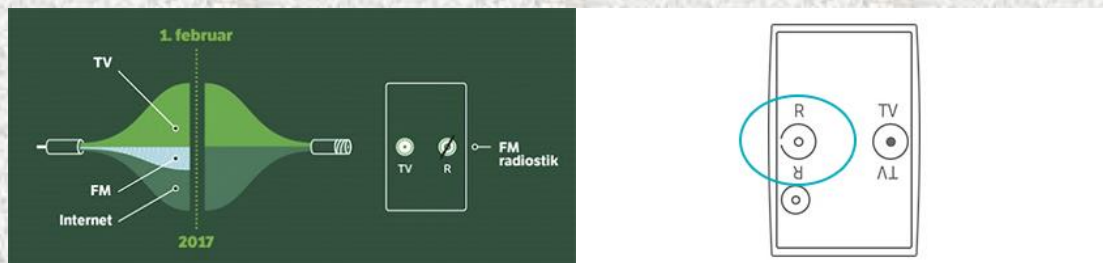 1. februar
TV
FM
Internet
2017
TV
R
FM
radiostik
R
TV
R
TV